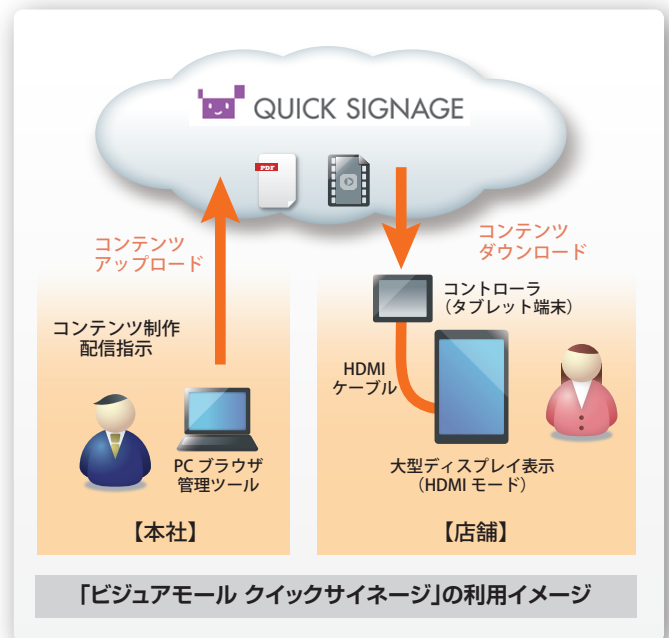 QUICK SIGNAGE
PDF
コンテンツ
アップロード
コンテンツ
ダウンロード
コンテンツ制作
配信指示
PC ブラウザ
管理ツール
【本社】
コントローラ
（タブレット端末）
HDMI
ケーブル
大型ディスプレイ表示
（HDMI モード）
【店舗】
「ビジュアモール クイックサイネージ」の利用イメージ